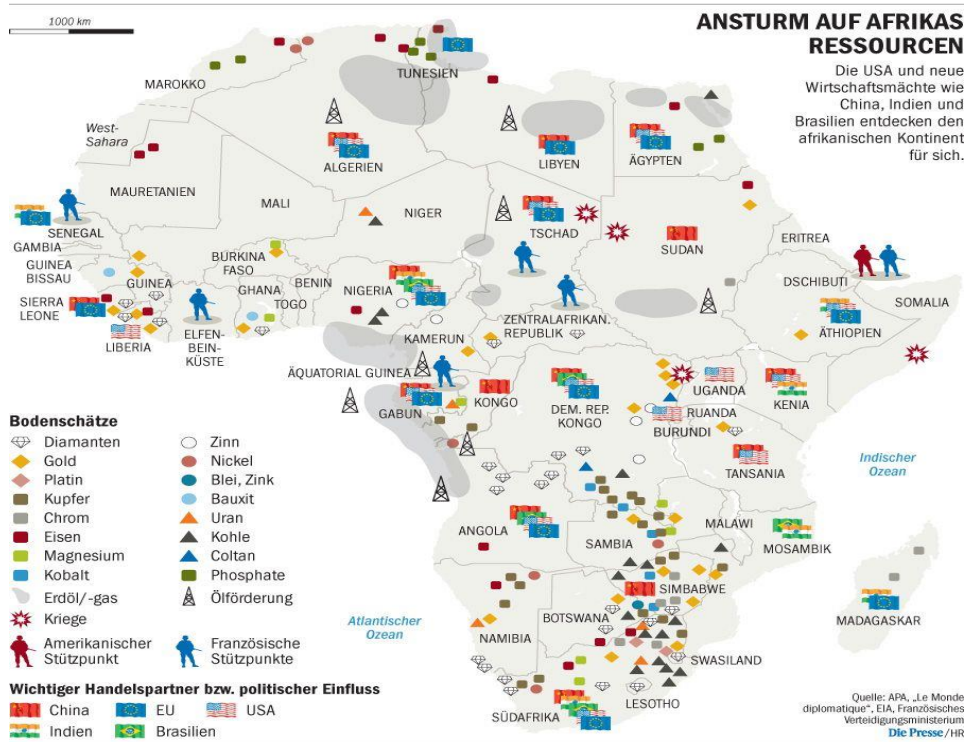 1000 km
ANSTURM AUF AFRIKAS
RESSOURCEN
Die USA und neue
Wirtschaftsmächte wie
China, Indien und
Brasilien entdecken den
afrikanischen Kontinent
für sich.
TUNESIEN
MAROKKO
West-
Sahara
ALGERIEN
LIBYEN
ÄGYPTEN
MAURETANIEN
MALI
NIGER
TSCHAD
SUDAN
ERITREA
SENEGAL
GAMBIA
GUINEA
BISSAU
GUINEA
BURKINA
FASO
BENIN
GHANA
TOGO
NIGERIA
DSCHIBUTI
SOMALIA
SIERRA
LEONE
LIBERIA
ELFEN-
BEIN-
KÜSTE
ZENTRALAFRIKAN.
REPUBLIK
ÄTHIOPIEN
KAMERUN
ÄQUATORIAL GUINEA
GABUN
KONGO
DEM. REP.
KONGO
UGANDA
RUANDA
BURUNDI
KENIA
TANSANIA
Indischer
Ozean
ANGOLA
SAMBIA
MALAWI
MOSAMBIK
SIMBABWE
BOTSWANA
NAMIBIA
MADAGASKAR
Atlantischer
Ozean
SWASILAND
LESOTHO
SÜDAFRIKA
Bodenschätze
Diamanten
Gold
Platin
Kupfer
Chrom
Eisen
Magnesium
Kobalt
Erdöl/-gas
Kriege
Amerikanischer
Stützpunkt
Zinn
Nickel
Blei, Zink
Bauxit
Uran
Kohle
Coltan
Phosphate
Ölförderung
Französische
Stützpunkte
Wichtiger Handelspartner bzw. politischer Einfluss
China
EU
USA
Indien
Brasilien
Quelle: APA, „Le Monde
diplomatique“, EIA, Französisches
Verteidigungsministerium
Die Presse/HR